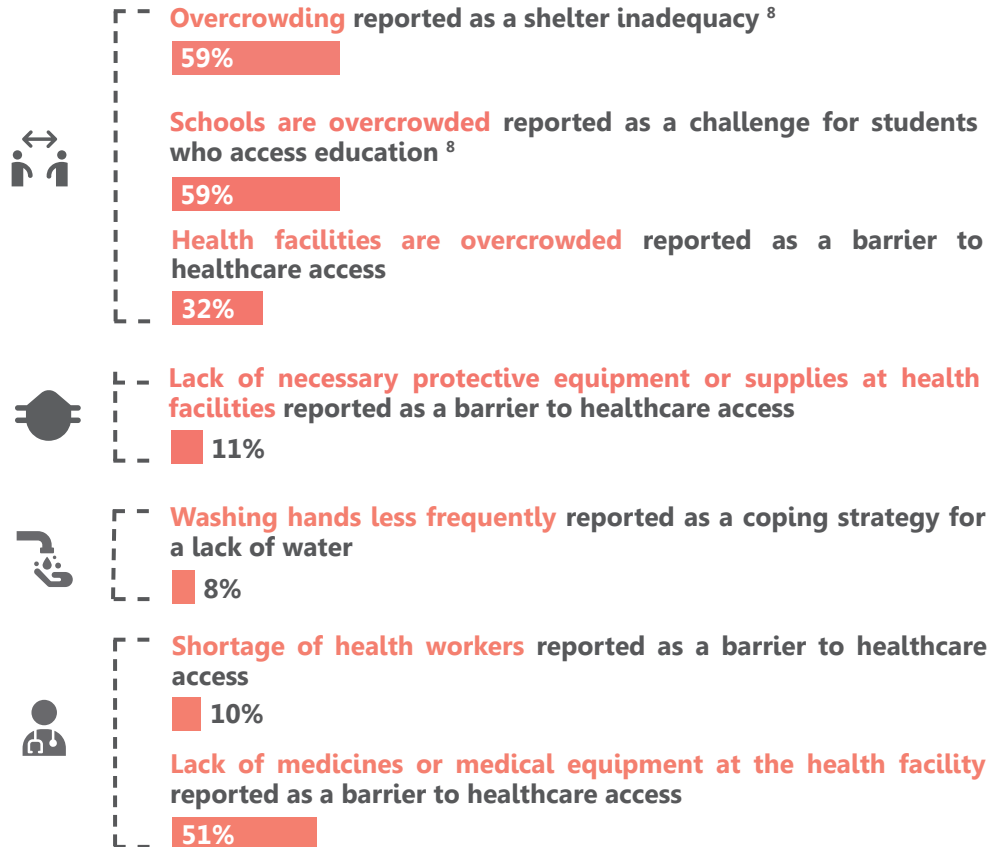 Overcrowding reported as a shelter inadequacy ⁸
59%
Schools are overcrowded reported as a challenge for students
who access education ⁸
59%
Health facilities are overcrowded reported as a barrier to
healthcare access
32%
Lack of necessary protective equipment or supplies at health
facilities reported as a barrier to healthcare access
11%
Washing hands less frequently reported as a coping strategy for
a lack of water
8%
Shortage of health workers reported as a barrier to healthcare
access
10%
Lack of medicines or medical equipment at the health facility
reported as a barrier to healthcare access
51%